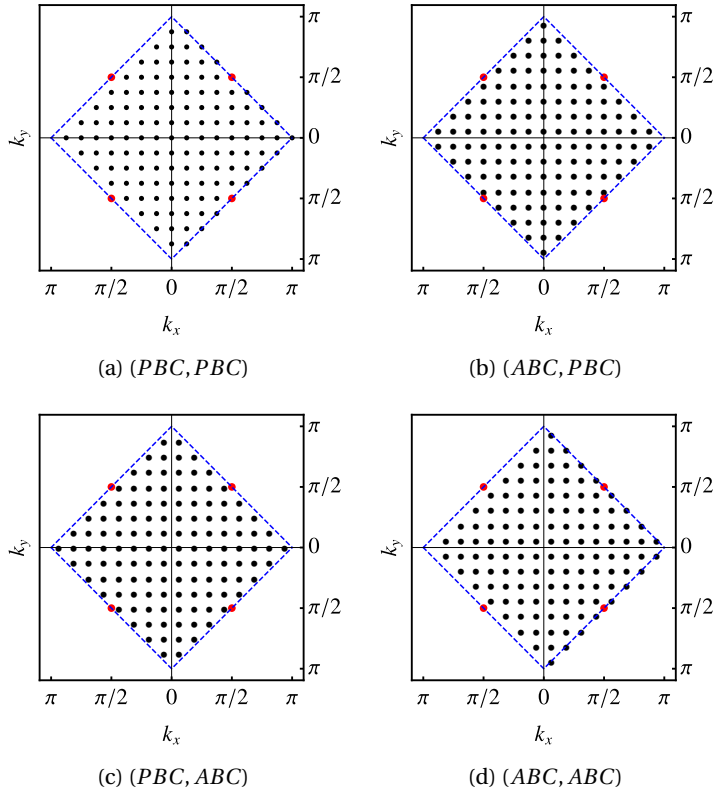 π
π/2
k_y
0
π/2
π
π π/2 0 π/2 π
k_x
(a) (PBC, PBC)
π
π/2
k_y
0
π/2
π
π π/2 0 π/2 π
k_x
(b) (ABC, PBC)
π
π/2
k_y
0
π/2
π
π π/2 0 π/2 π
k_x
(c) (PBC, ABC)
π
π/2
k_y
0
π/2
π
π π/2 0 π/2 π
k_x
(d) (ABC, ABC)